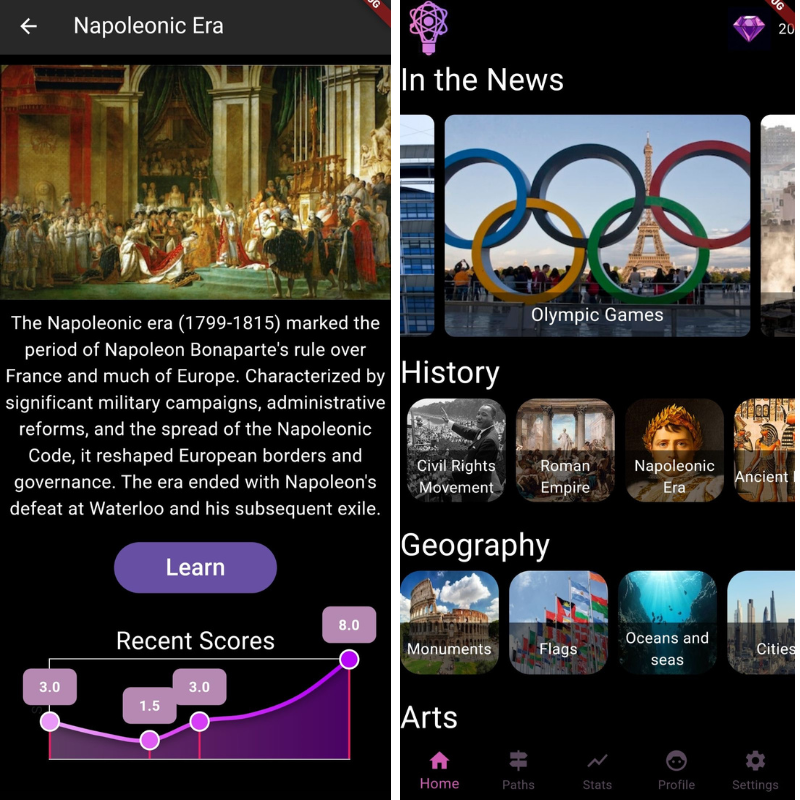 Napoleonic Era
The Napoleonic era (1799-1815) marked the
period of Napoleon Bonaparte's rule over
France and much of Europe. Characterized by
significant military campaigns, administrative
reforms, and the spread of the Napoleonic
Code, it reshaped European borders and
governance. The era ended with Napoleon's
defeat at Waterloo and his subsequent exile.
Learn
Recent Scores
8.0
3.0
1.5
3.0
20
In the News
Olympic Games
History
Civil Rights
Movement
Roman
Empire
Napoleonic
Era
Ancient
Geography
Monuments
Flags
Oceans and
seas
Cities
Arts
Home
Paths
Stats
Profile
Settings